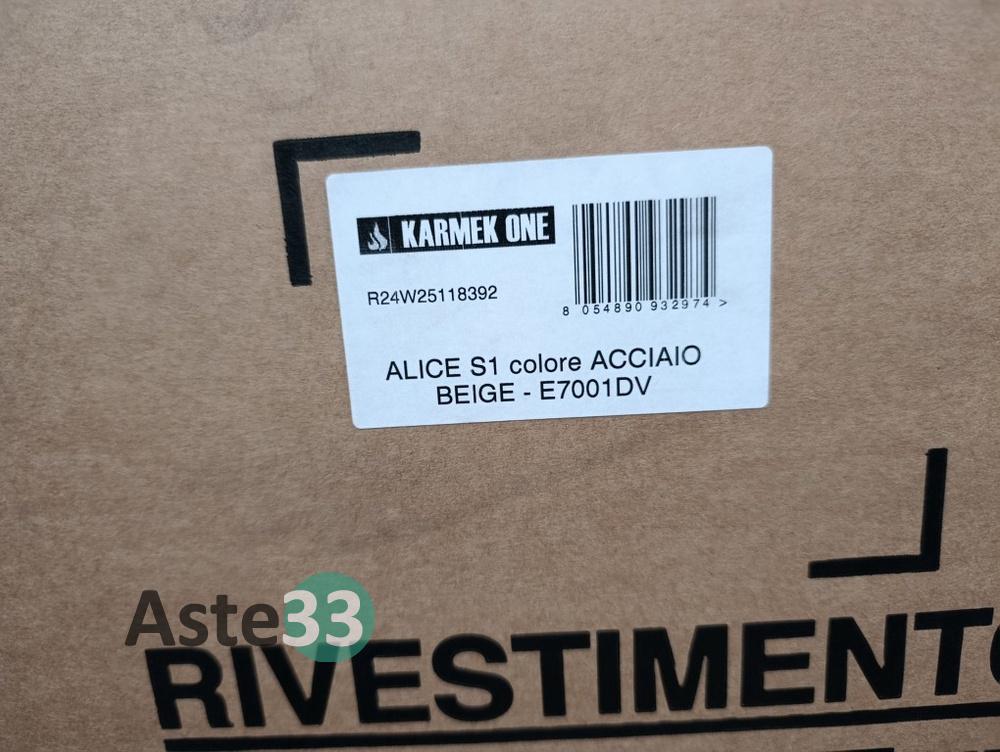 KARMEK ONE
R24W25118392
8 054890 932974 >
ALICE S1 colore ACCIAIO
BEIGE - E7001DV
Aste33
RIVESTIMENTO